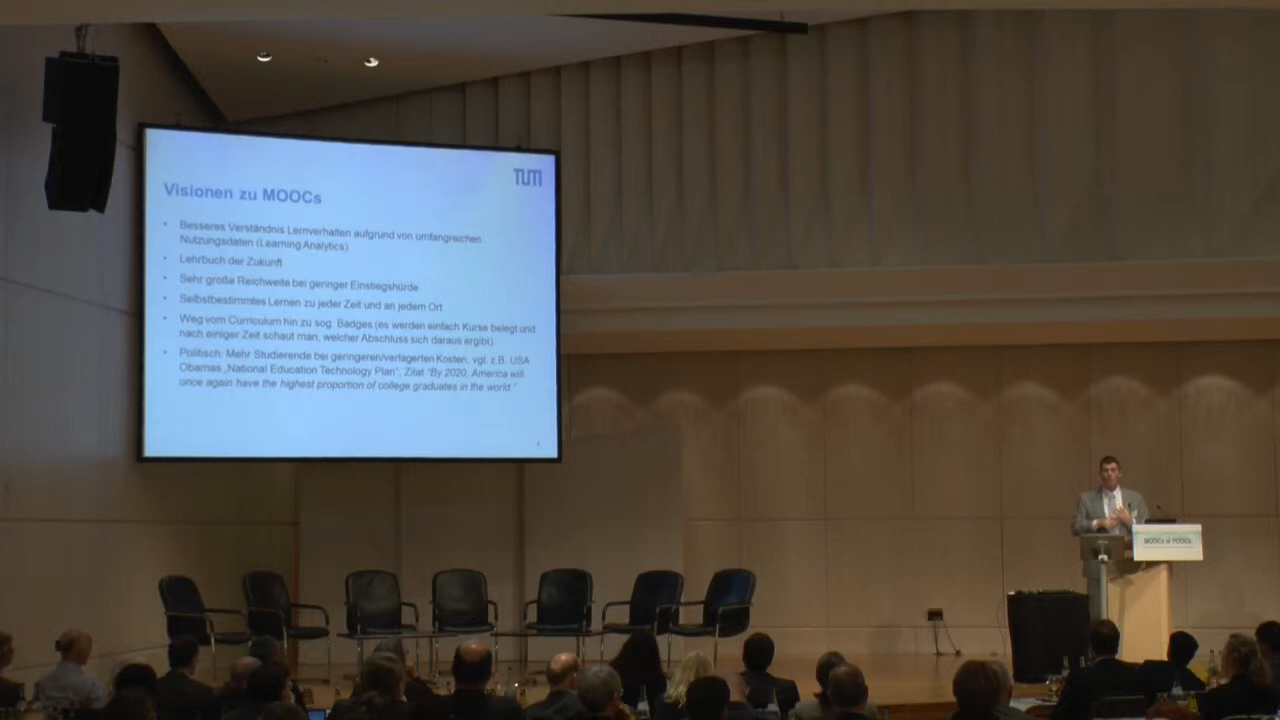 TUM
Visionen zu MOOCs
• Besseres Verständnis Lernverhalten aufgrund von umfangreichen
Nutzungsdaten (Learning Analytics)
• Lehrbuch der Zukunft
• Sehr große Reichweite bei geringer Einstiegshürde
• Selbstbestimmtes Lernen zu jeder Zeit und an jedem Ort
• Weg vom Curriculum hin zu sog. Badges (es werden einfach Kurse belegt und
nach einiger Zeit schaut man, welcher Abschluss sich daraus ergibt)
• Politisch: Mehr Studierende bei geringeren/verlagerten Kosten, vgl. z.B. USA
Obamas „National Education Technology Plan“, Zitat "By 2020, America will
once again have the highest proportion of college graduates in the world."
MOOCs